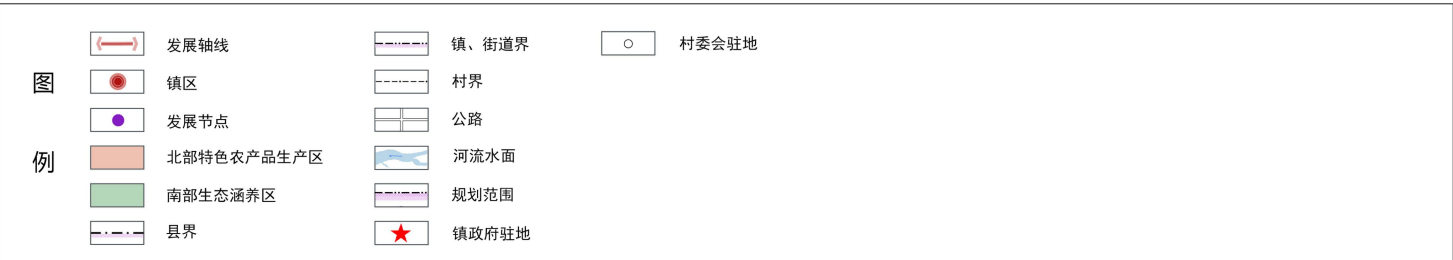 图例
发展轴线
镇区
发展节点
北部特色农产品生产区
南部生态涵养区
县界
镇、街道界
村界
公路
河流水面
规划范围
镇政府驻地
村委会驻地